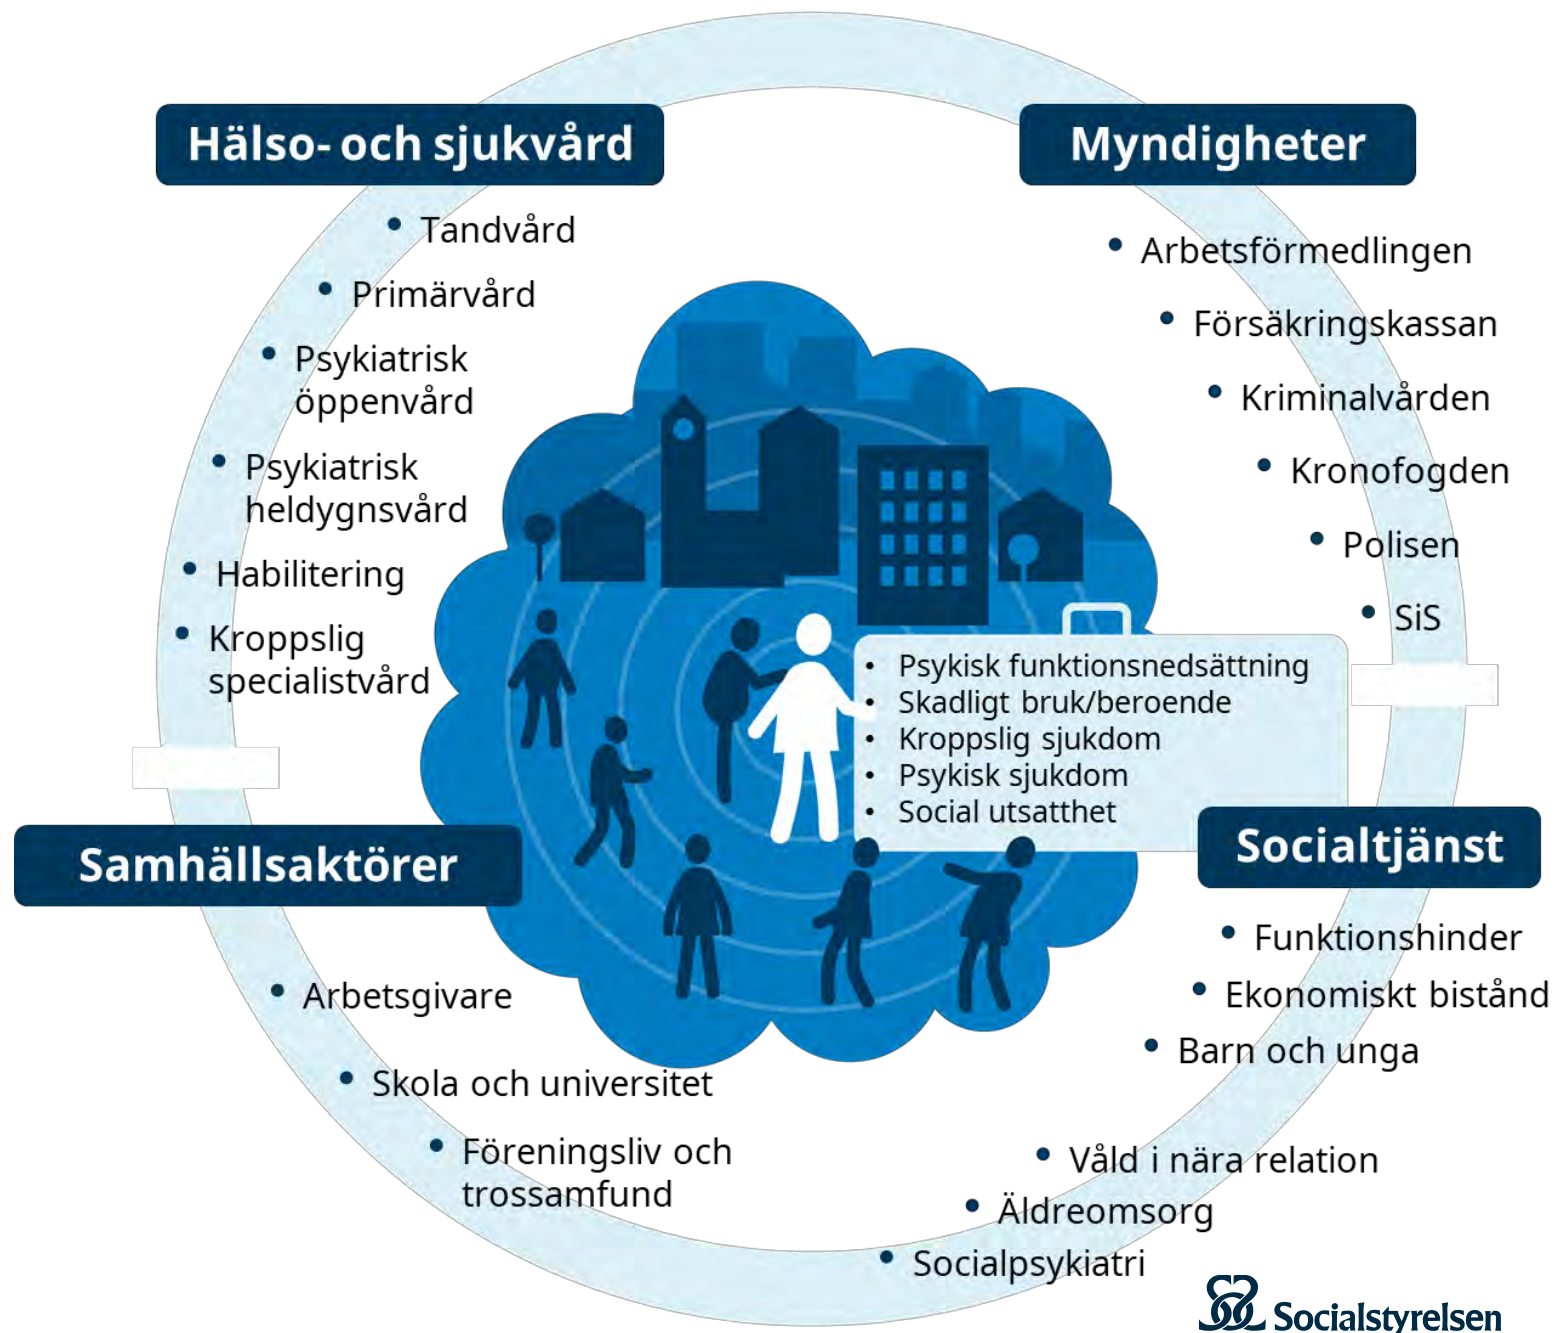 Hälso- och sjukvård
Tandvård
Primärvård
Psykiatrisk
öppenvård
Psykiatrisk
heldygnsvård
Habilitering
Kroppslig
specialistvård
Myndigheter
Arbetsförmedlingen
Försäkringskassan
Kriminalvården
Kronofogden
Polisen
SiS
Psykisk funktionsnedsättning
Skadligt bruk/beroende
Kroppslig sjukdom
Psykisk sjukdom
Social utsatthet
Samhällsaktörer
Arbetsgivare
Skola och universitet
Föreningsliv och
trossamfund
Socialtjänst
Funktionshinder
Ekonomiskt bistånd
Barn och unga
Våld i nära relation
Äldreomsorg
Socialpsykiatri
Socialstyrelsen